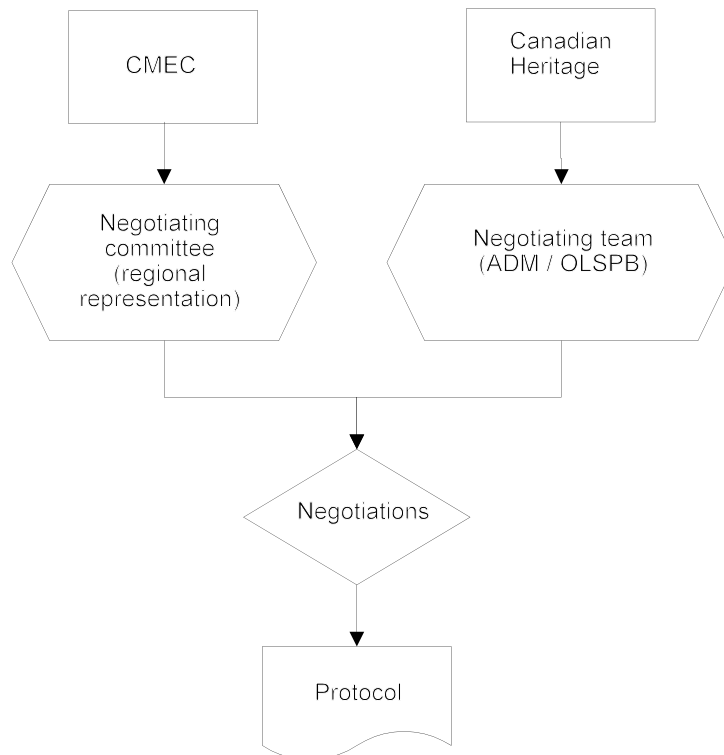 CMEC
Canadian
Heritage
Negotiating
committee
(regional
representation)
Negotiating team
(ADM / OLSPB)
Negotiations
Protocol